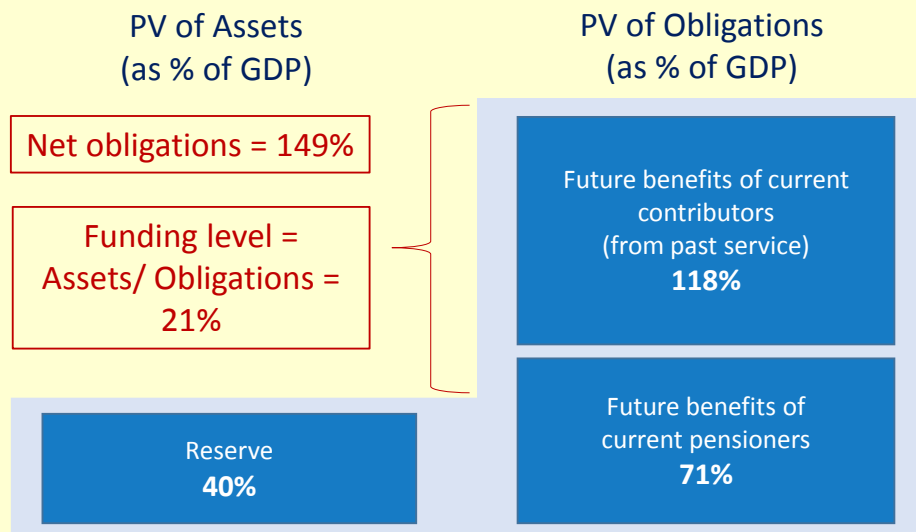 PV of Assets
(as % of GDP)
PV of Obligations
(as % of GDP)
Net obligations = 149%
Funding level =
Assets/ Obligations =
21%
Future benefits of current
contributors
(from past service)
118%
Reserve
40%
Future benefits of
current pensioners
71%